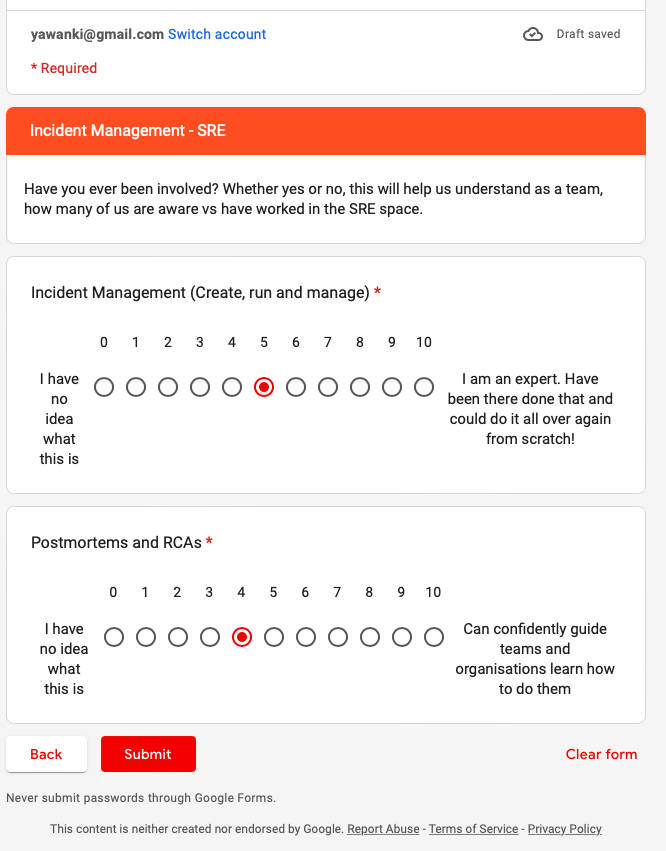 yawanki@gmail.com Switch account
Draft saved
* Required
Incident Management - SRE
Have you ever been involved? Whether yes or no, this will help us understand as a team,
how many of us are aware vs have worked in the SRE space.
Incident Management (Create, run and manage) *
0 1 2 3 4 5 6 7 8 9 10
I have
no
idea
what
this is
I am an expert. Have
been there done that and
could do it all over again
from scratch!
Postmortems and RCAs *
0 1 2 3 4 5 6 7 8 9 10
I have
no idea
what
this is
Can confidently guide
teams and
organisations learn how
to do them
Back
Submit
Clear form
Never submit passwords through Google Forms.
This content is neither created nor endorsed by Google. Report Abuse - Terms of Service - Privacy Policy